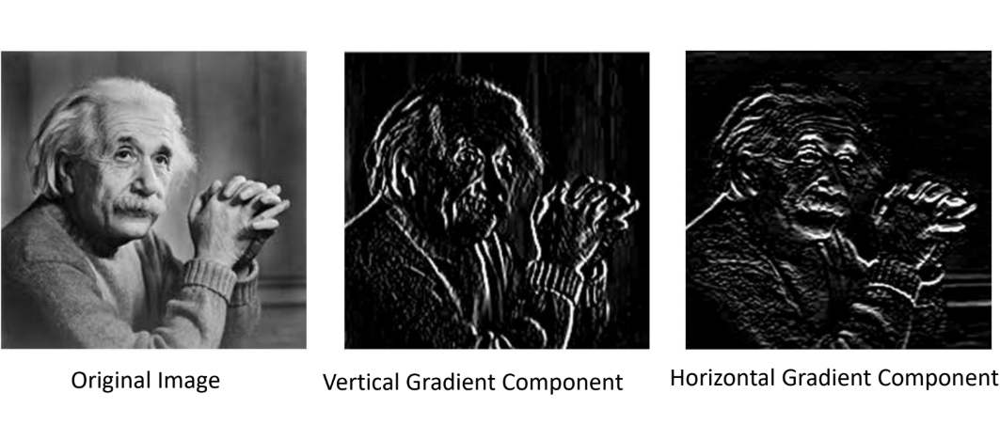 Original Image
Vertical Gradient Component
Horizontal Gradient Component